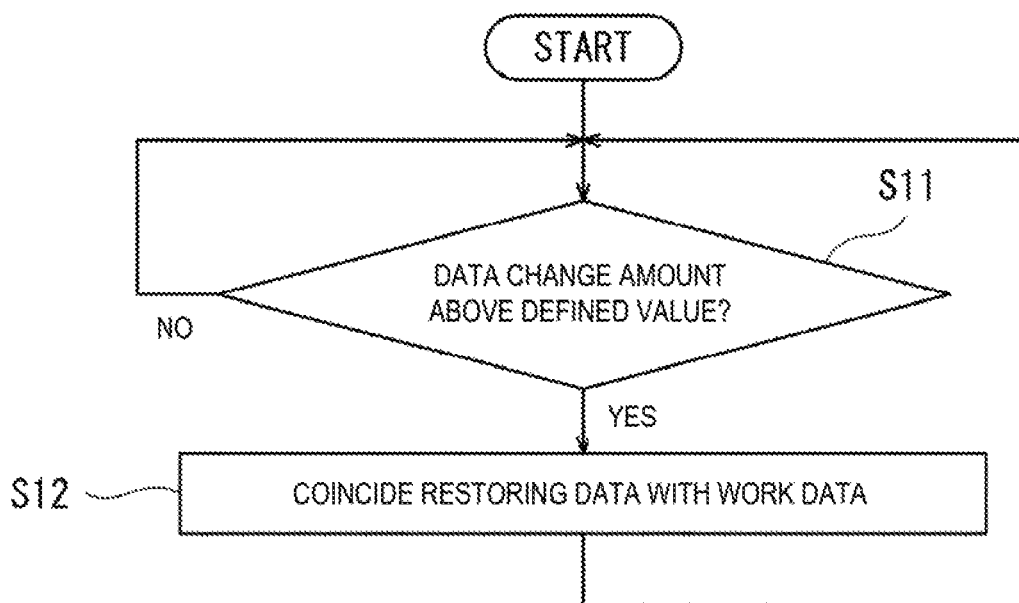 START
S11
DATA CHANGE AMOUNT
ABOVE DEFINED VALUE?
NO
YES
S12
COINCIDE RESTORING DATA WITH WORK DATA